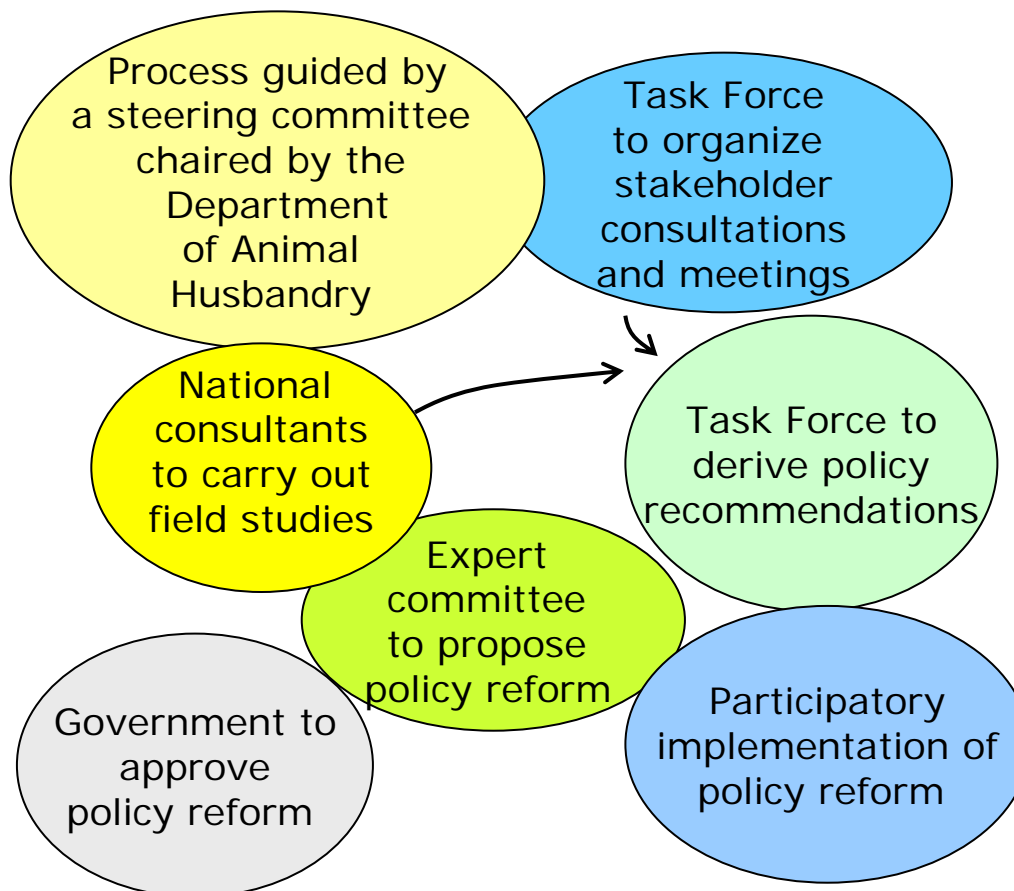 Process guided by
a steering committee
chaired by the
Department
of Animal
Husbandry
Task Force
to organize
stakeholder
consultations
and meetings
National
consultants
to carry out
field studies
Task Force to
derive policy
recommendations
Expert
committee
to propose
policy reform
Government to
approve
policy reform
Participatory
implementation of
policy reform